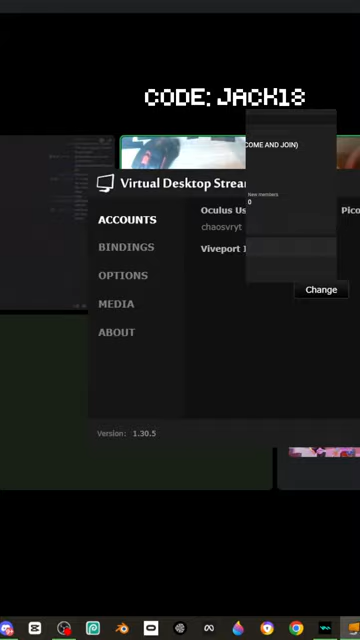 CODE: JACK18
COME AND JOIN)
Virtual Desktop Strea
New members
0
ACCOUNTS
Oculus Us
Pico
chaosvryt
BINDINGS
Viveport I
OPTIONS
Change
MEDIA
ABOUT
Version: 1.30.5